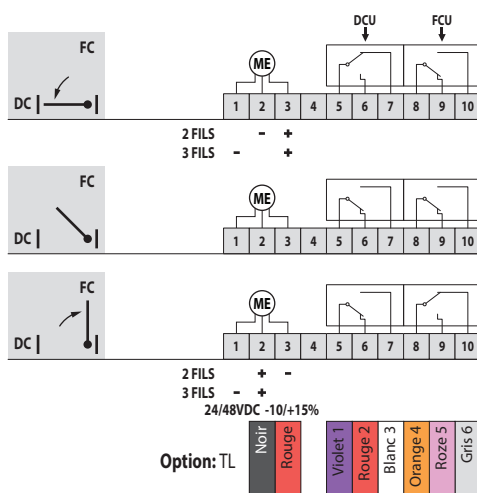 DCU FCU
FC
ME
DC
1 2 3 4 5 6 7 8 9 10
2 FILS - +
3 FILS - +
FC
ME
DC
1 2 3 4 5 6 7 8 9 10
FC
ME
DC
1 2 3 4 5 6 7 8 9 10
2 FILS + -
3 FILS - +
24/48VDC -10/+15%
Option: TL Noir Rouge Violet 1 Rouge 2 Blanc 3 Orange 4 Roze 5 Gris 6